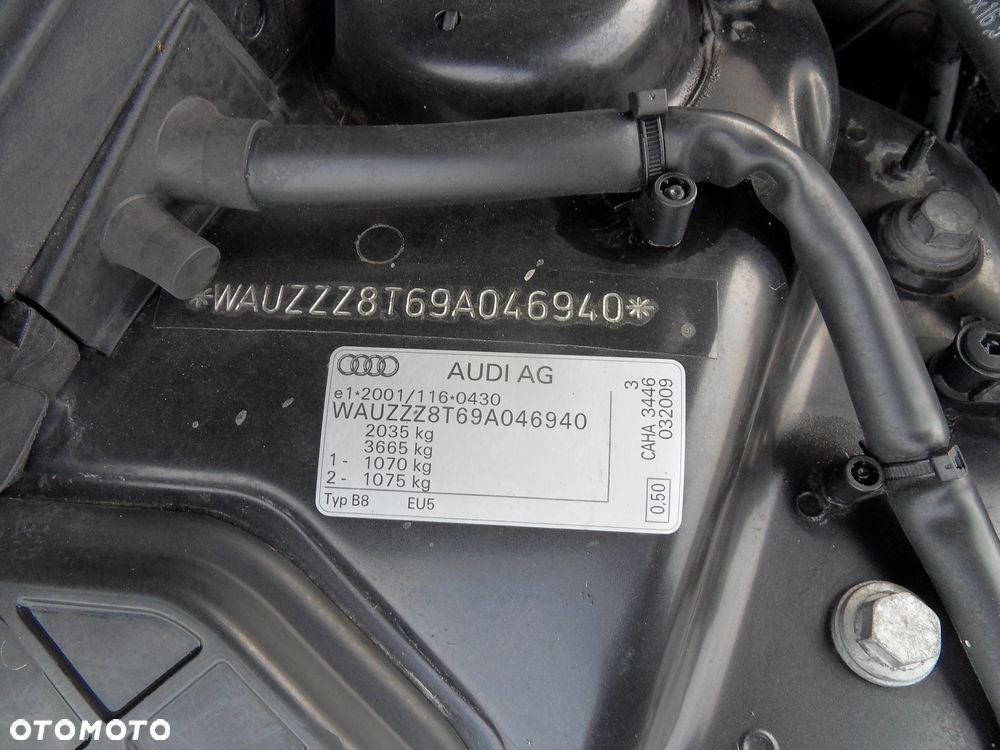 *WAUZZZ8T69A046940*
AUDI AG
e1*2001/116*0430
WAUZZZ8T69A046940
2035 kg
3665 kg
1- 1070 kg
2- 1075 kg
Typ B8 EU5
3
CAHA 3446
032009
0,50
OTOMOTO